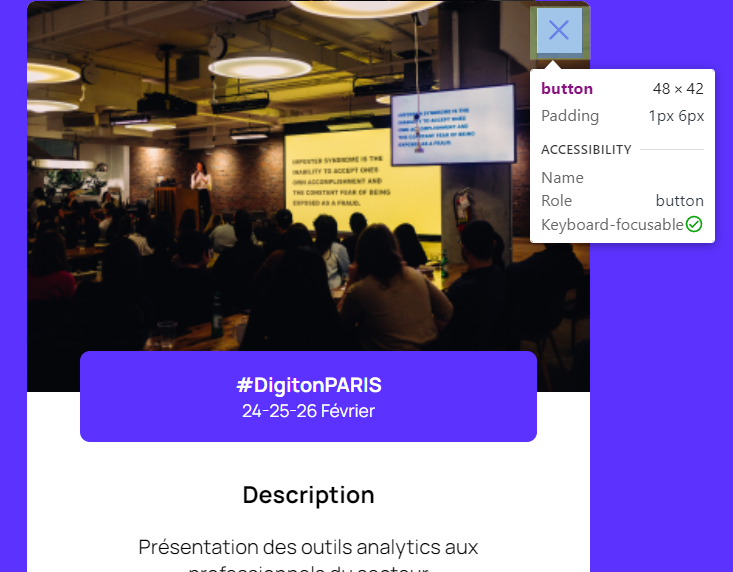 IMPOSTER SYNDROME IS THE
INABILITY TO ACCEPT ONES
OWN ACCOMPLISHMENT AND
THE CONSTANT FEAR OF BEING
EXPOSED AS A FRAUD.
IMPOSTER SYNDROME IS THE
INABILITY TO ACCEPT ONES
OWN ACCOMPLISHMENT AND
THE CONSTANT FEAR OF BEING
EXPOSED AS A FRAUD.
button 48 × 42
Padding 1px 6px
ACCESSIBILITY
Name
Role button
Keyboard-focusable
#DigitonPARIS
24-25-26 Février
Description
Présentation des outils analytics aux
professionnels du secteur